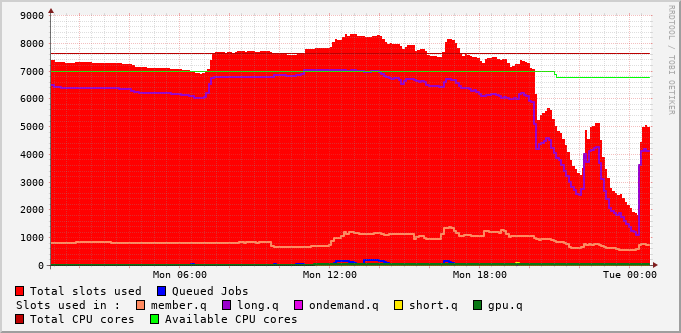 RRDTOOL / TOBI OETIKER
9000
8000
7000
6000
5000
4000
3000
2000
1000
0
Mon 06:00 Mon 12:00 Mon 18:00 Tue 00:00
Total slots used Queued Jobs
Slots used in : member.q long.q ondemand.q short.q gpu.q
Total CPU cores Available CPU cores